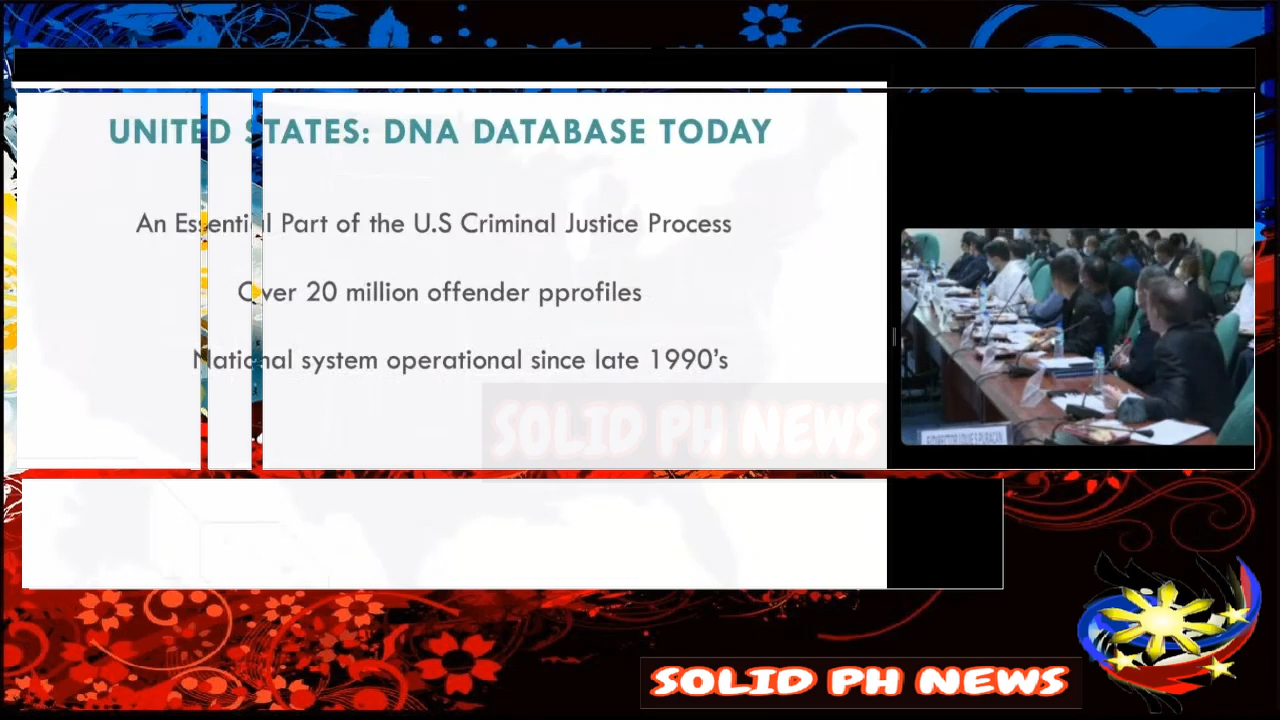 UNITED STATES: DNA DATABASE TODAY
An Essential Part of the U.S Criminal Justice Process
Over 20 million offender pprofiles
National system operational since late 1990's
SOLID PH NEWS
SOLID PH NEWS